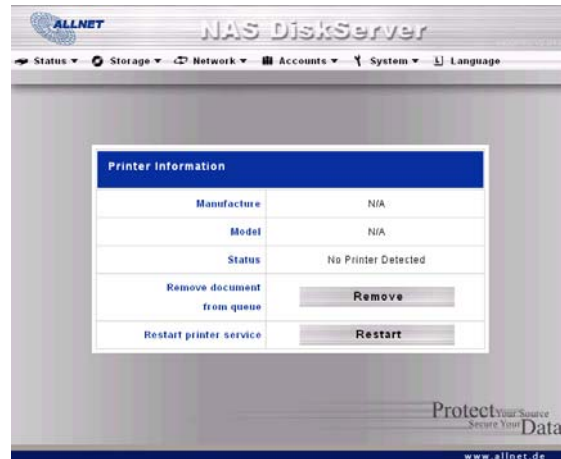 ALLNET
NAS DiskServer
Status Storage Network Accounts System Language
Printer Information
Manufacture N/A
Model N/A
Status No Printer Detected
Remove document
from queue
Remove
Restart printer service Restart
Protect Your Source
Secure Your Data
www.allnet.de